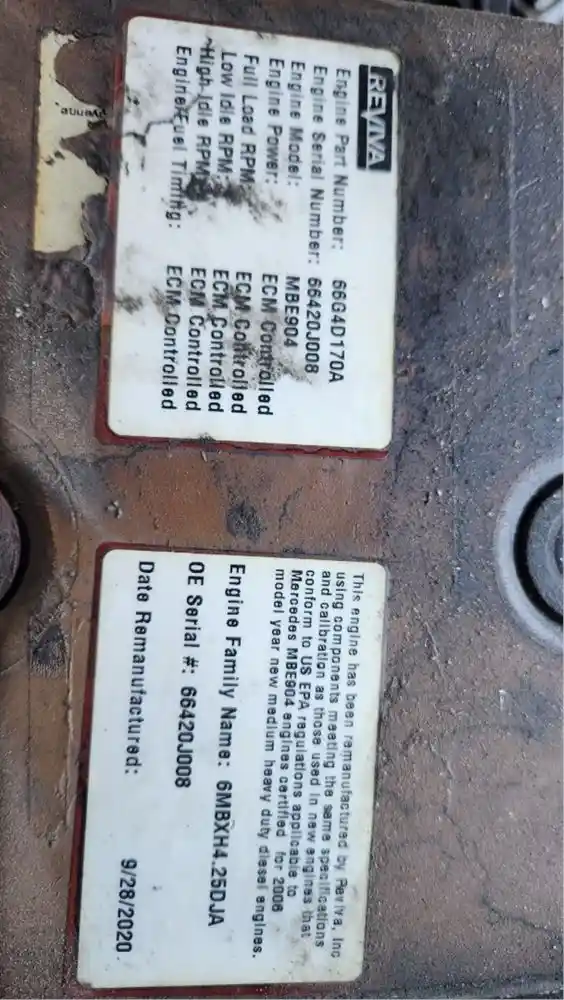 REVIVA
Engine Part Number: 66G4D170A
Engine Serial Number: 66420J008
Engine Model: MBE904
Engine Power: ECM Controlled
Full Load RPM: ECM Controlled
Low Idle RPM: ECM Controlled
High Idle RPM: ECM Controlled
Engine Fuel Timing: ECM Controlled
This engine has been remanufactured by Reviva, Inc
using components meeting the same specifications
and calibration as those used in new engines that
conform to US EPA regulations applicable to
Mercedes MBE904 engines certified for 2006
model year new medium heavy duty diesel engines.
Engine Family Name: 6MBXH4.25DJA
OE Serial #: 66420J008
Date Remanufactured: 9/28/2020